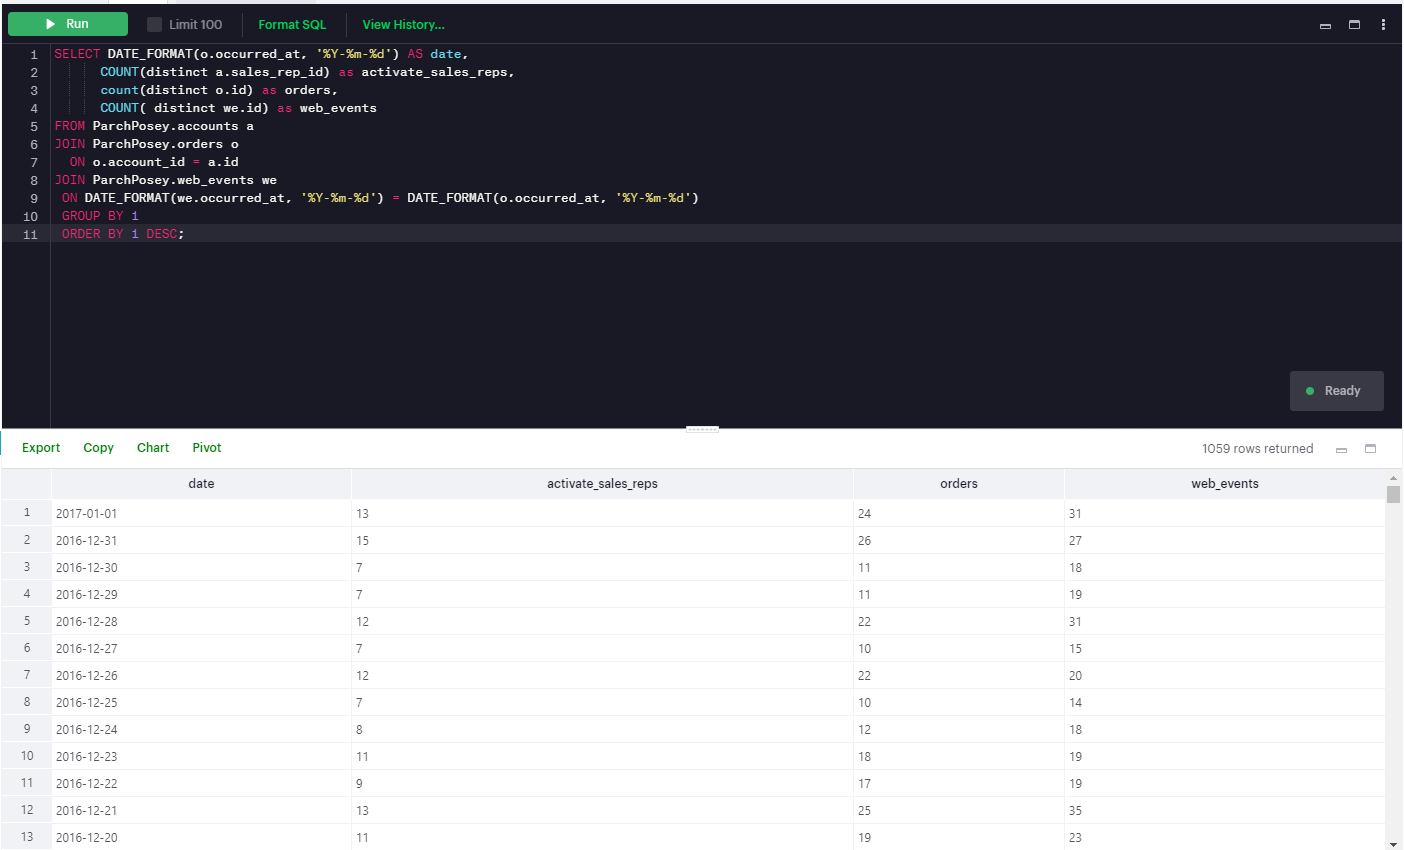 Run Limit 100 Format SQL View History...
1 SELECT DATE_FORMAT(o.occurred_at, '%Y-%m-%d') AS date,
2 COUNT(distinct a.sales_rep_id) as activate_sales_reps,
3 count(distinct o.id) as orders,
4 COUNT( distinct we.id) as web_events
5 FROM ParchPosey.accounts a
6 JOIN ParchPosey.orders o
7 ON o.account_id = a.id
8 JOIN ParchPosey.web_events we
9 ON DATE_FORMAT(we.occurred_at, '%Y-%m-%d') = DATE_FORMAT(o.occurred_at, '%Y-%m-%d')
10 GROUP BY 1
11 ORDER BY 1 DESC;
Ready
Export Copy Chart Pivot 1059 rows returned
date activate_sales_reps orders web_events
1 2017-01-01 13 24 31
2 2016-12-31 15 26 27
3 2016-12-30 7 11 18
4 2016-12-29 7 11 19
5 2016-12-28 12 22 31
6 2016-12-27 7 10 15
7 2016-12-26 12 22 20
8 2016-12-25 7 10 14
9 2016-12-24 8 12 18
10 2016-12-23 11 18 19
11 2016-12-22 9 17 19
12 2016-12-21 13 25 35
13 2016-12-20 11 19 23